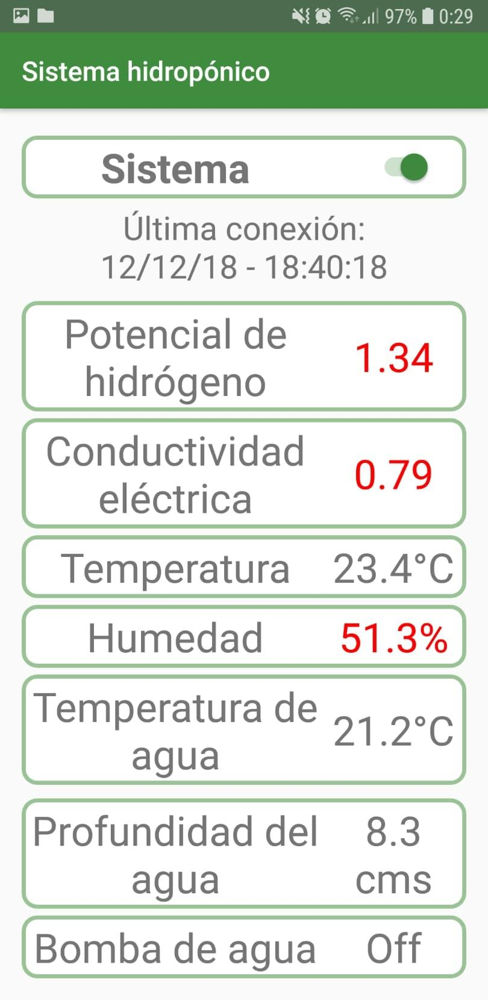 97% 0:29
Sistema hidropónico
Sistema
Última conexión:
12/12/18 - 18:40:18
Potencial de
hidrógeno
1.34
Conductividad
eléctrica
0.79
Temperatura 23.4°C
Humedad 51.3%
Temperatura de
agua
21.2°C
Profundidad del
agua
8.3
cms
Bomba de agua Off